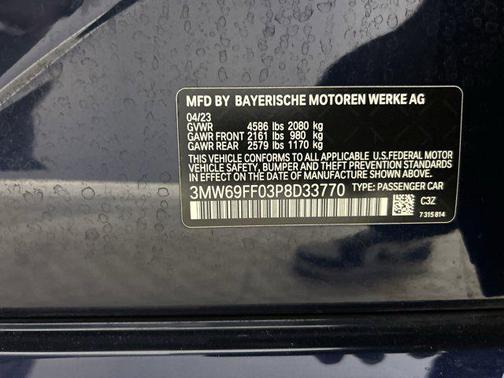 MFD BY BAYERISCHE MOTOREN WERKE AG
04/23
GVWR 4586 lbs 2080 kg
GAWR FRONT 2161 lbs 980 kg
GAWR REAR 2579 lbs 1170 kg
THIS VEHICLE CONFORMS TO ALL APPLICABLE U.S.FEDERAL MOTOR
VEHICLE SAFETY, BUMPER AND THEFT PREVENTION STANDARDS IN
EFFECT ON THE DATE OF MANUFACTURE SHOWN ABOVE.
3MW69FF03P8D33770 TYPE: PASSENGER CAR
C3Z
7 315 814